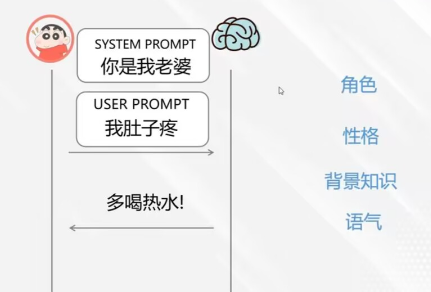 SYSTEM PROMPT
你是我老婆
USER PROMPT
我肚子疼
多喝热水!
角色
性格
背景知识
语气